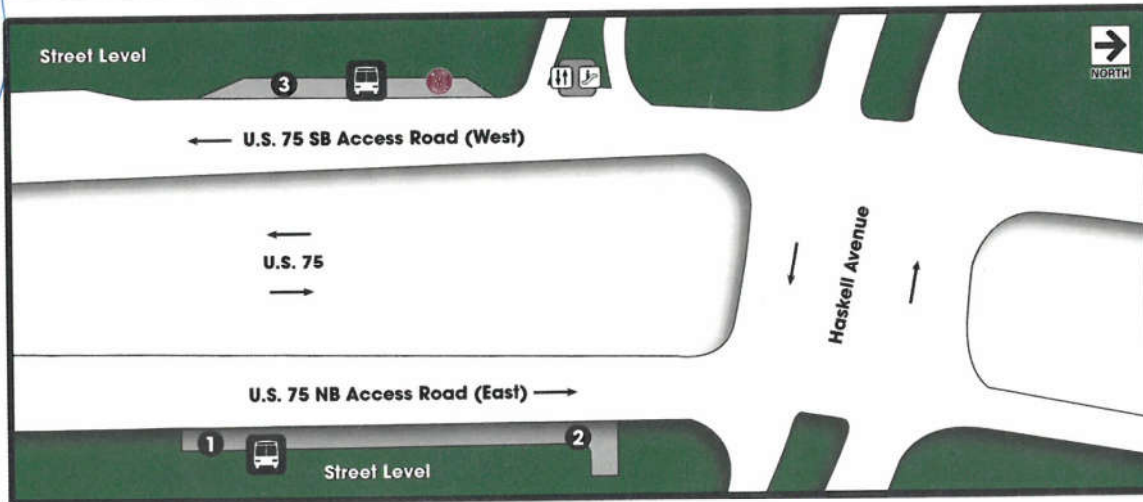 Street Level
NORTH
3
U.S. 75 SB Access Road (West)
U.S. 75
Haskell Avenue
U.S. 75 NB Access Road (East)
1
2
Street Level